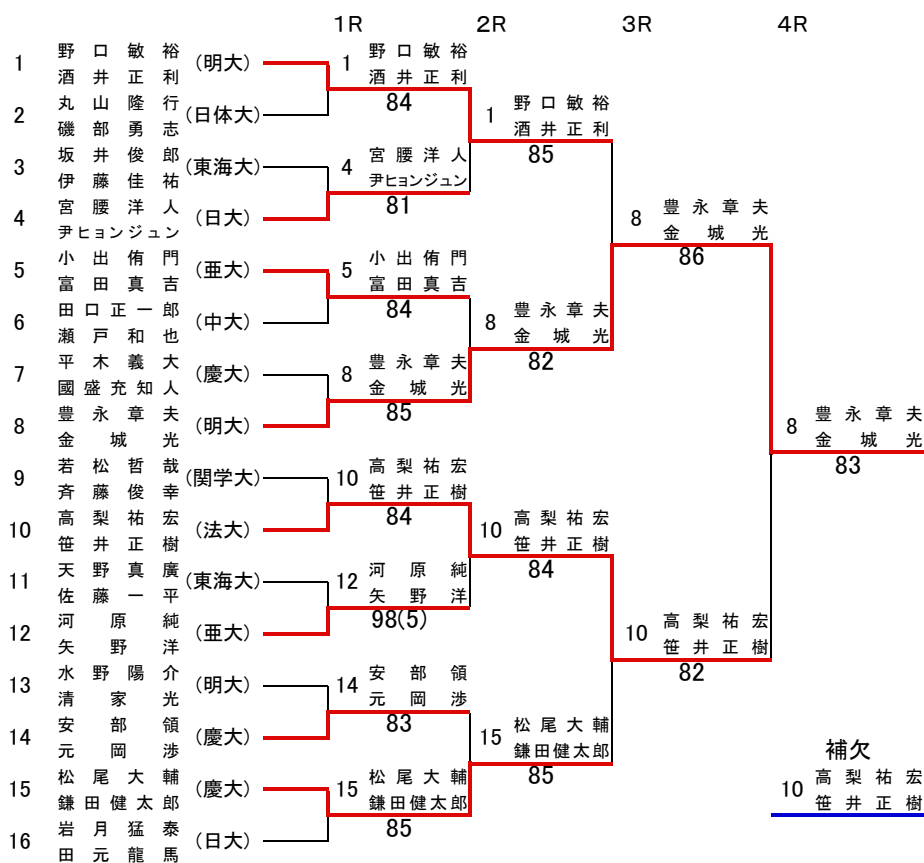 1R 2R 3R 4R
1 野口敏裕 酒井正利 (明大)
2 丸山隆行 磯部勇志 (日体大)
3 坂井俊郎 伊藤佳祐 (東海大)
4 宮腰洋人 尹ヒョンジュン (日大)
5 小出侑門 富田真吉 (亜大)
6 田口正一郎 瀬戸和也 (中大)
7 平木義大 國盛充知人 (慶大)
8 豊永章夫 金城光 (明大)
9 若松哲哉 斉藤俊幸 (関学大)
10 高梨祐宏 笹井正樹 (法大)
11 天野真廣 佐藤一平 (東海大)
12 河原純 矢野洋 (亜大)
13 水野陽介 清家光 (明大)
14 安部領 元岡渉 (慶大)
15 松尾大輔 鎌田健太郎 (慶大)
16 岩月猛泰 田元龍馬 (日大)
1 野口敏裕 酒井正利 84
4 宮腰洋人 尹ヒョンジュン 81
5 小出侑門 富田真吉 84
8 豊永章夫 金城光 85
10 高梨祐宏 笹井正樹 84
12 河原純 矢野洋 98(5)
14 安部領 元岡渉 83
15 松尾大輔 鎌田健太郎 85
1 野口敏裕 酒井正利 85
8 豊永章夫 金城光 82
10 高梨祐宏 笹井正樹 84
15 松尾大輔 鎌田健太郎 85
8 豊永章夫 金城光 86
10 高梨祐宏 笹井正樹 82
8 豊永章夫 金城光 83
補欠
10 高梨祐宏 笹井正樹